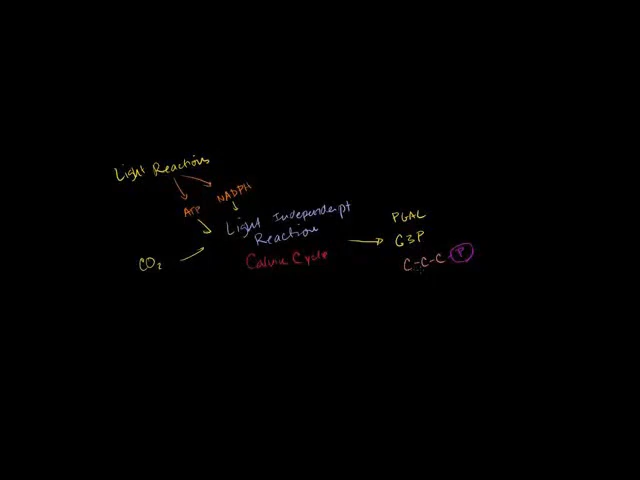 Light Reactions
ATP
NADPH
Light Independent
Reaction
Calvin Cycle
CO₂
PGAL
G3P
C-C-C-P